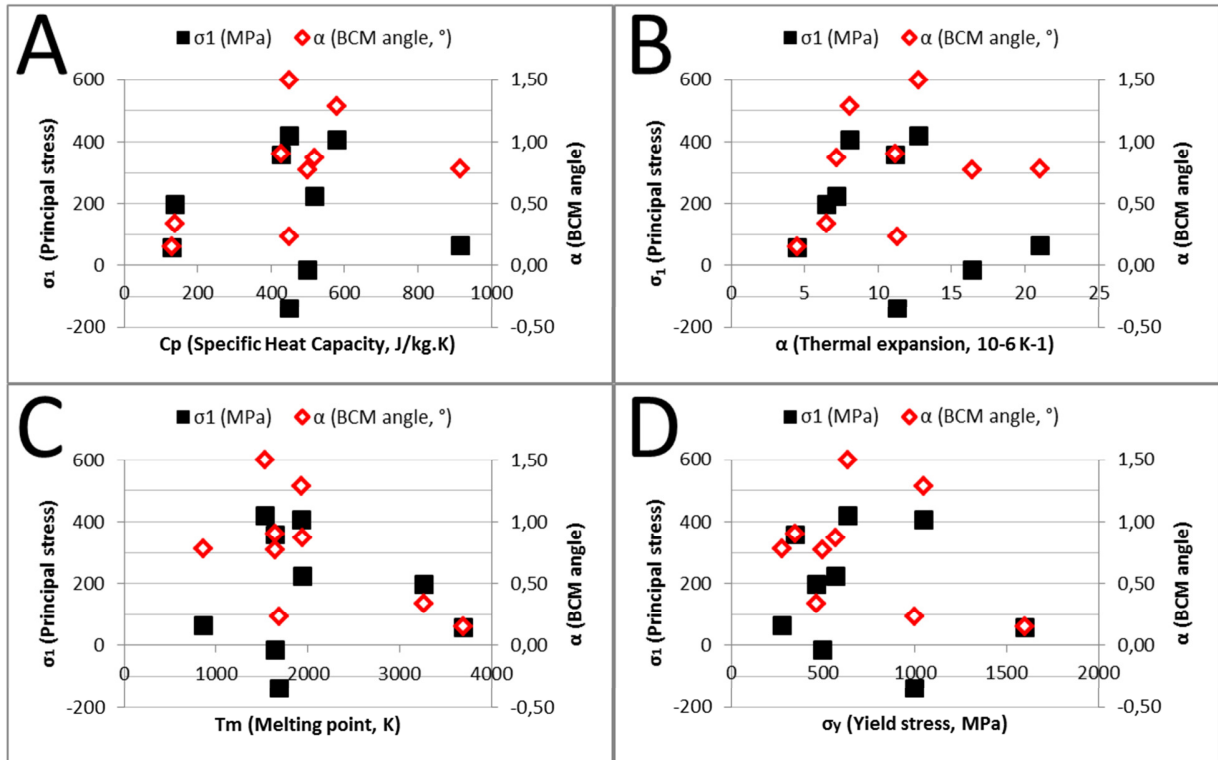 A
σ1 (MPa) α (BCM angle, °)
σ1 (Principal stress)
600
400
200
0
-200
1,50
1,00
0,50
0,00
-0,50
α (BCM angle)
0 200 400 600 800 1000
Cp (Specific Heat Capacity, J/kg.K)
B
σ1 (MPa) α (BCM angle, °)
σ1 (Principal stress)
600
400
200
0
-200
1,50
1,00
0,50
0,00
-0,50
α (BCM angle)
0 5 10 15 20 25
α (Thermal expansion, 10-6 K-1)
C
σ1 (MPa) α (BCM angle, °)
σ1 (Principal stress)
600
400
200
0
-200
1,50
1,00
0,50
0,00
-0,50
α (BCM angle)
0 1000 2000 3000 4000
Tm (Melting point, K)
D
σ1 (MPa) α (BCM angle, °)
σ1 (Principal stress)
600
400
200
0
-200
1,50
1,00
0,50
0,00
-0,50
α (BCM angle)
0 500 1000 1500 2000
σy (Yield stress, MPa)